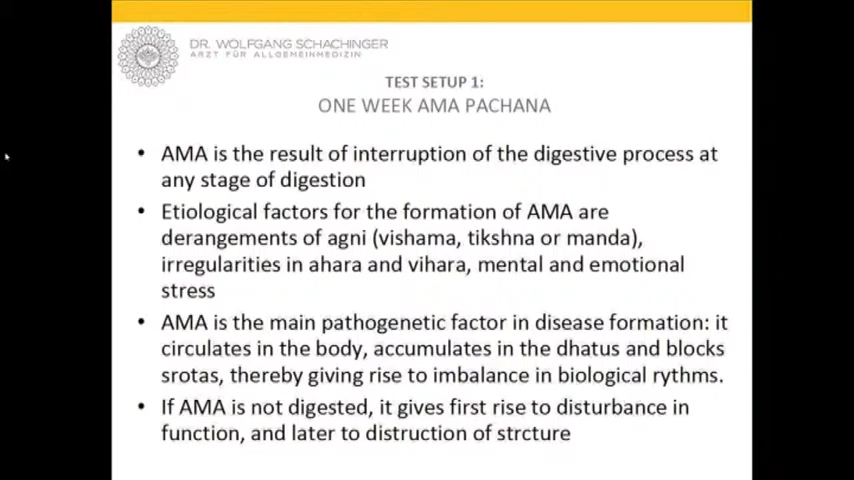 DR. WOLFGANG SCHACHINGER
ARZT FÜR ALLGEMEINMEDIZIN
TEST SETUP 1:
ONE WEEK AMA PACHANA
• AMA is the result of interruption of the digestive process at
any stage of digestion
• Etiological factors for the formation of AMA are
derangements of agni (vishama, tikshna or manda),
irregularities in ahara and vihara, mental and emotional
stress
• AMA is the main pathogenetic factor in disease formation: it
circulates in the body, accumulates in the dhatus and blocks
srotas, thereby giving rise to imbalance in biological rythms.
• If AMA is not digested, it gives first rise to disturbance in
function, and later to distruction of strcture